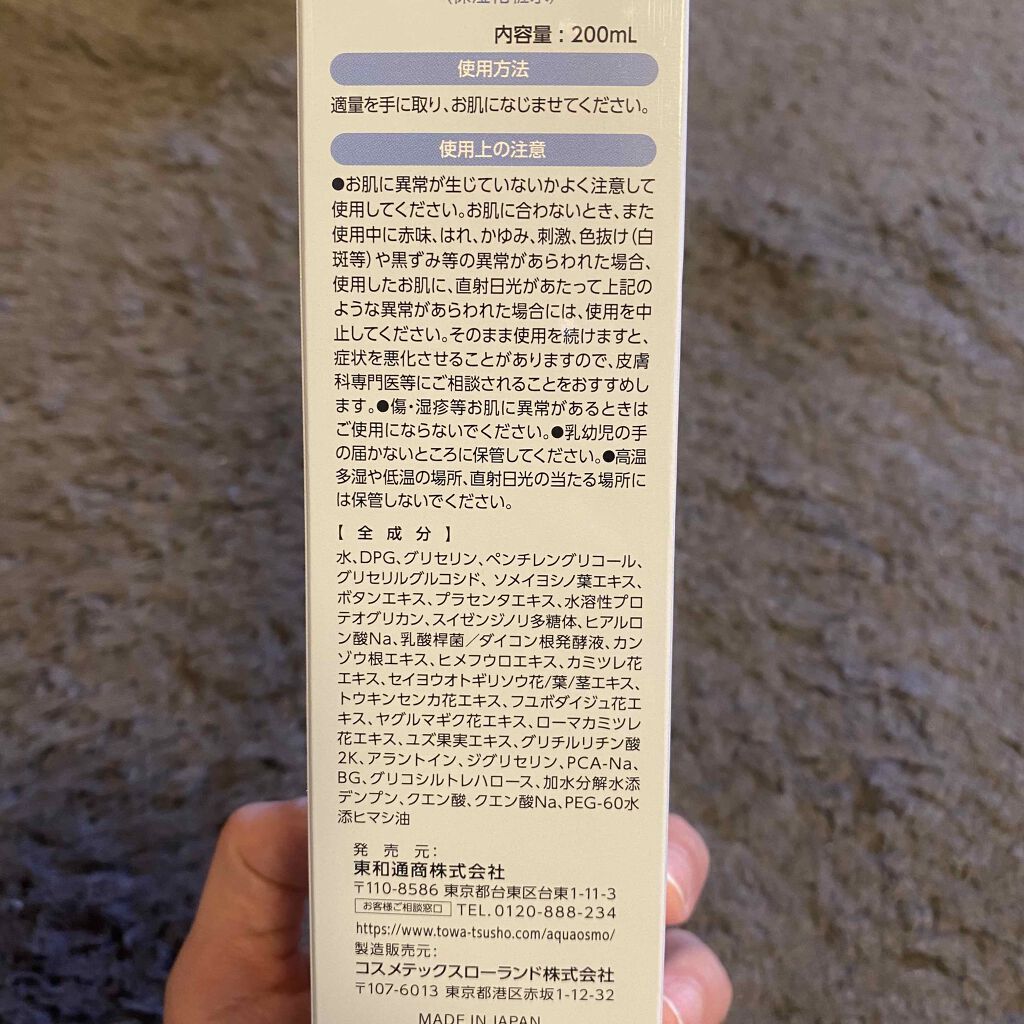 (保湿化粧水)
内容量：200mL
使用方法
適量を手に取り、お肌になじませてください。
使用上の注意
●お肌に異常が生じていないかよく注意して
使用してください。お肌に合わないとき、また
使用中に赤味、はれ、かゆみ、刺激、色抜け（白
斑等）や黒ずみ等の異常があらわれた場合、
使用したお肌に、直射日光があたって上記の
ような異常があらわれた場合には、使用を中
止してください。そのまま使用を続けますと、
症状を悪化させることがありますので、皮膚
科専門医等にご相談されることをおすすめし
ます。●傷・湿疹等お肌に異常があるときは
ご使用にならないでください。●乳幼児の手
の届かないところに保管してください。●高温
多湿や低温の場所、直射日光の当たる場所に
は保管しないでください。
【 全 成 分 】
水、DPG、グリセリン、ペンチレングリコール、
グリセリルグルコシド、ソメイヨシノ葉エキス、
ボタンエキス、プラセンタエキス、水溶性プロ
テオグリカン、スイゼンジノリ多糖体、ヒアルロ
ン酸Na、乳酸桿菌／ダイコン根発酵液、カン
ゾウ根エキス、ヒメフウロエキス、カミツレ花
エキス、セイヨウオトギリソウ花/葉/茎エキス、
トウキンセンカ花エキス、フユボダイジュ花エ
キス、ヤグルマギク花エキス、ローマカミツレ
花エキス、ユズ果実エキス、グリチルリチン酸
2K、アラントイン、ジグリセリン、PCA-Na、
BG、グリコシルトレハロース、加水分解水添
デンプン、クエン酸、クエン酸Na、PEG-60水
添ヒマシ油
発 売 元：
東和通商株式会社
〒110-8586 東京都台東区台東1-11-3
お客様ご相談窓口 TEL.0120-888-234
https://www.towa-tsusho.com/aquaosmo/
製造販売元：
コスメテックスローランド株式会社
〒107-6013 東京都港区赤坂1-12-32
MADE IN JAPAN